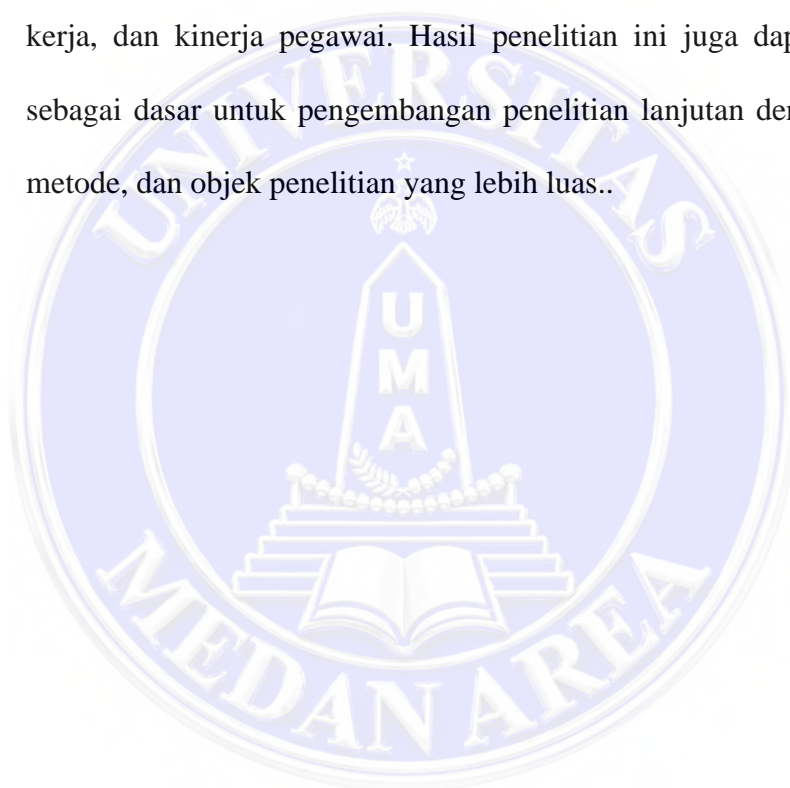 kerja, dan kinerja pegawai. Hasil penelitian ini juga dap
sebagai dasar untuk pengembangan penelitian lanjutan den
metode, dan objek penelitian yang lebih luas..
UNIVERSITAS
UMA
MEDAN AREA